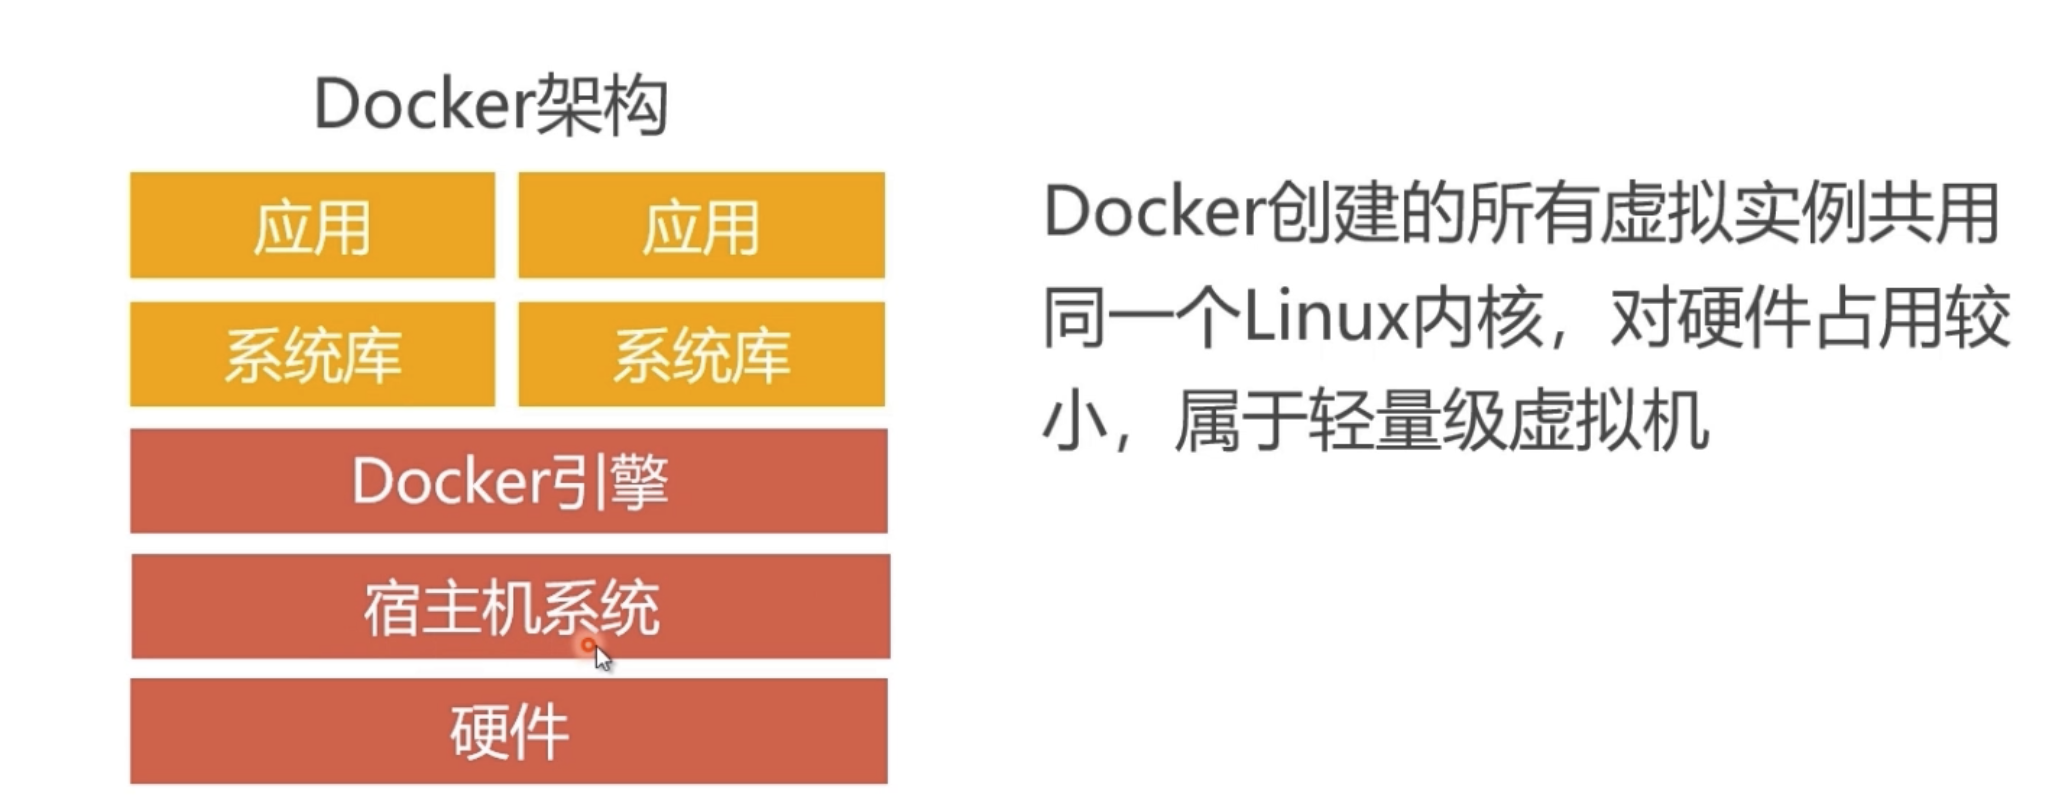 Docker架构
应用
应用
系统库
系统库
Docker引擎
宿主机系统
硬件
Docker创建的所有虚拟实例共用
同一个Linux内核，对硬件占用较
小，属于轻量级虚拟机